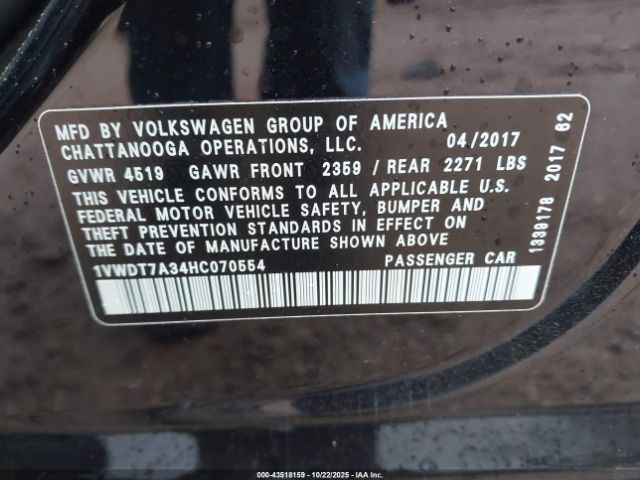 MFD BY VOLKSWAGEN GROUP OF AMERICA
CHATTANOOGA OPERATIONS, LLC. 04/2017
GVWR 4519 GAWR FRONT 2359 / REAR 2271 LBS
THIS VEHICLE CONFORMS TO ALL APPLICABLE U.S.
FEDERAL MOTOR VEHICLE SAFETY, BUMPER AND
THEFT PREVENTION STANDARDS IN EFFECT ON
THE DATE OF MANUFACTURE SHOWN ABOVE
1VWDT7A34HC070554 PASSENGER CAR
1339178 2017 62
000-43518159 - 10/22/2025 - IAA Inc.